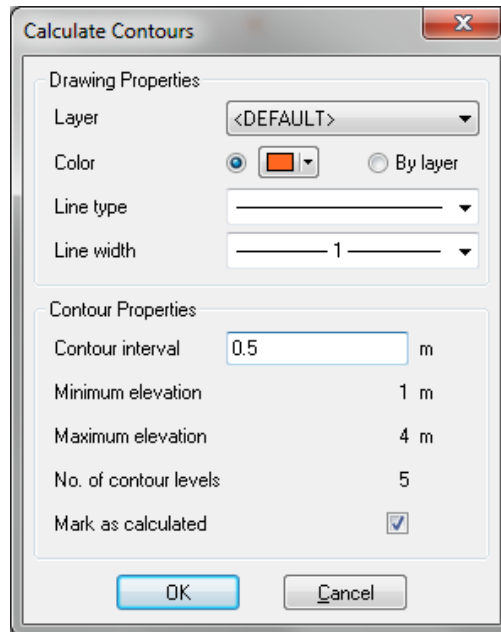 Calculate Contours
Drawing Properties
Layer <DEFAULT>
Color By layer
Line type
Line width 1
Contour Properties
Contour interval 0.5 m
Minimum elevation 1 m
Maximum elevation 4 m
No. of contour levels 5
Mark as calculated
OK Cancel